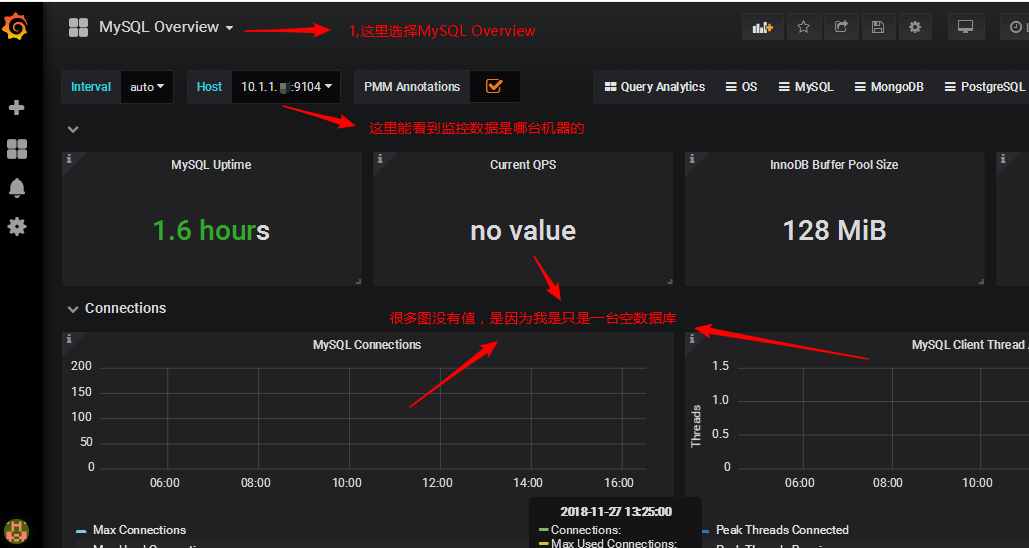 MySQL Overview
1,这里选择MySQL Overview
Interval auto Host 10.1.1. :9104 PMM Annotations Query Analytics OS MySQL MongoDB PostgreSQL
这里能看到监控数据是哪台机器的
MySQL Uptime
Current QPS
InnoDB Buffer Pool Size
1.6 hours
no value
128 MiB
Connections
很多图没有值，是因为我是只是一台空数据库
MySQL Connections
200
150
100
50
0
06:00 08:00 10:00 12:00 14:00 16:00
Max Connections
MySQL Client Thread
Threads
1.5
1.0
0.5
0
06:00 08:00 10:00
Peak Threads Connected
2018-11-27 13:25:00
Connections:
Max Used Connections: